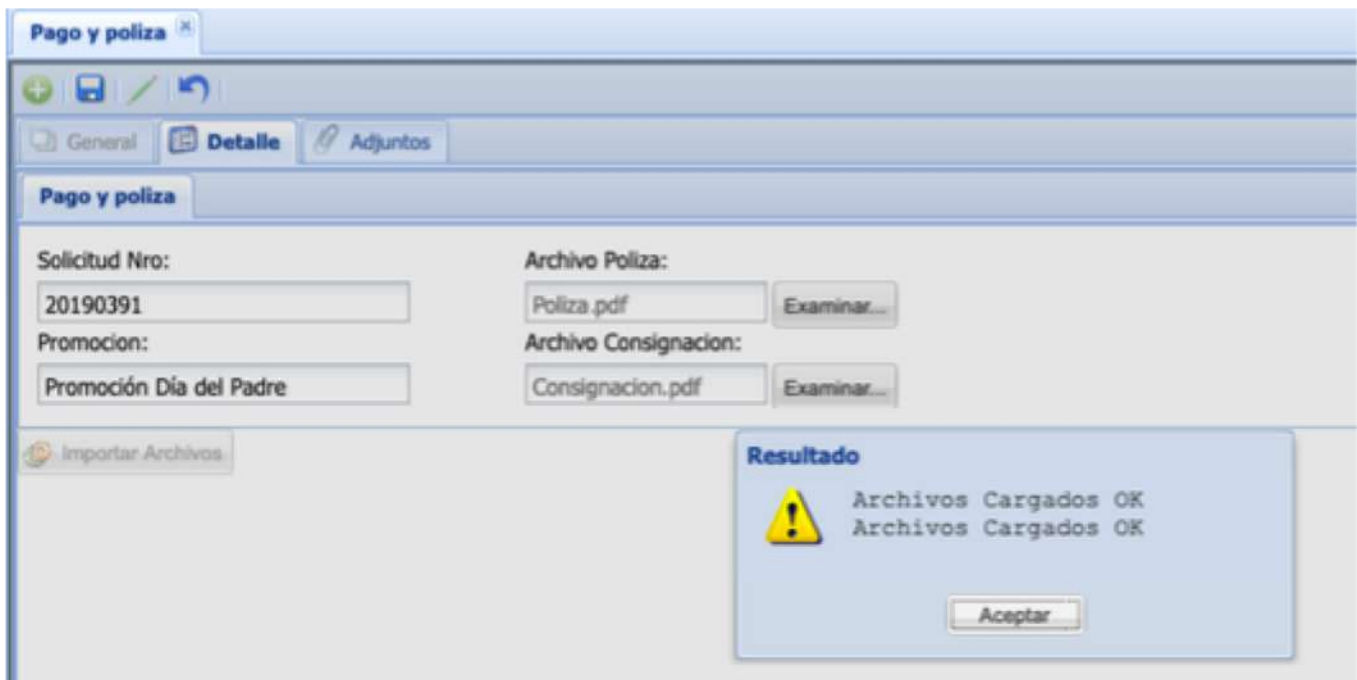 Pago y poliza
General Detalle Adjuntos
Pago y poliza
Solicitud Nro:
20190391
Promocion:
Promoción Día del Padre
Archivo Poliza:
Poliza.pdf Examinar...
Archivo Consignacion:
Consignacion.pdf Examinar...
Importar Archivos
Resultado
Archivos Cargados OK
Archivos Cargados OK
Aceptar